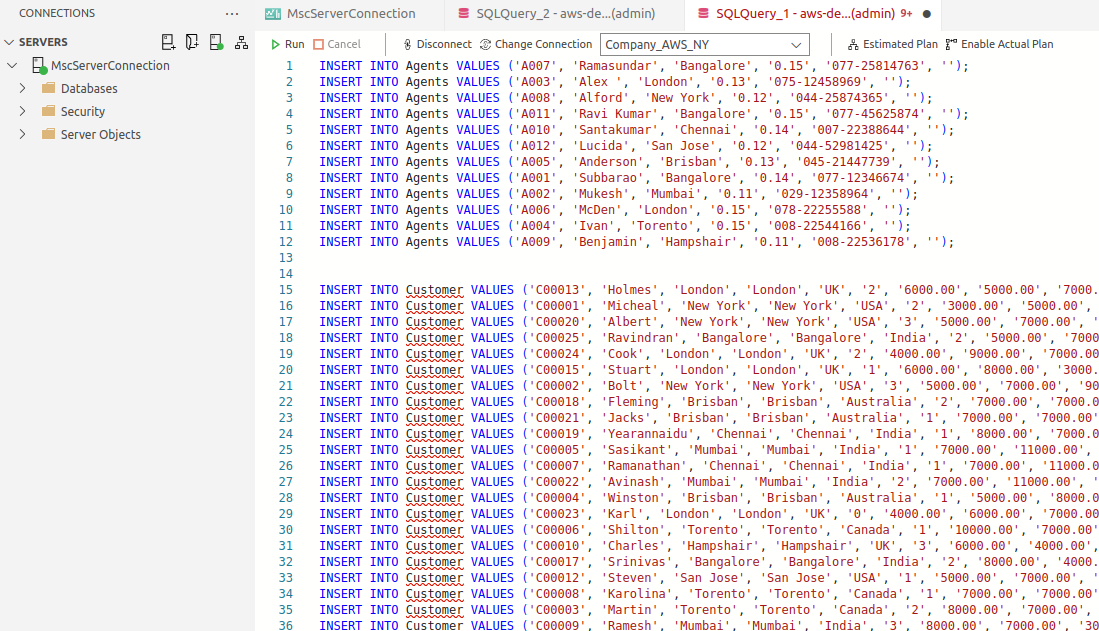 CONNECTIONS
SERVERS
MscServerConnection
Databases
Security
Server Objects
MscServerConnection
SQLQuery_2 - aws-de...(admin)
SQLQuery_1 - aws-de...(admin) 9+
Run Cancel Disconnect Change Connection Company_AWS_NY Estimated Plan Enable Actual Plan
1 INSERT INTO Agents VALUES ('A007', 'Ramasundar', 'Bangalore', '0.15', '077-25814763', '');
2 INSERT INTO Agents VALUES ('A003', 'Alex ', 'London', '0.13', '075-12458969', '');
3 INSERT INTO Agents VALUES ('A008', 'Alford', 'New York', '0.12', '044-25874365', '');
4 INSERT INTO Agents VALUES ('A011', 'Ravi Kumar', 'Bangalore', '0.15', '077-45625874', '');
5 INSERT INTO Agents VALUES ('A010', 'Santakumar', 'Chennai', '0.14', '007-22388644', '');
6 INSERT INTO Agents VALUES ('A012', 'Lucida', 'San Jose', '0.12', '044-52981425', '');
7 INSERT INTO Agents VALUES ('A005', 'Anderson', 'Brisban', '0.13', '045-21447739', '');
8 INSERT INTO Agents VALUES ('A001', 'Subbarao', 'Bangalore', '0.14', '077-12346674', '');
9 INSERT INTO Agents VALUES ('A002', 'Mukesh', 'Mumbai', '0.11', '029-12358964', '');
10 INSERT INTO Agents VALUES ('A006', 'McDen', 'London', '0.15', '078-22255588', '');
11 INSERT INTO Agents VALUES ('A004', 'Ivan', 'Torento', '0.15', '008-22544166', '');
12 INSERT INTO Agents VALUES ('A009', 'Benjamin', 'Hampshair', '0.11', '008-22536178', '');
13
14
15 INSERT INTO Customer VALUES ('C00013', 'Holmes', 'London', 'London', 'UK', '2', '6000.00', '5000.00', '7000.
16 INSERT INTO Customer VALUES ('C00001', 'Micheal', 'New York', 'New York', 'USA', '2', '3000.00', '5000.00',
17 INSERT INTO Customer VALUES ('C00020', 'Albert', 'New York', 'New York', 'USA', '3', '5000.00', '7000.00', '
18 INSERT INTO Customer VALUES ('C00025', 'Ravindran', 'Bangalore', 'Bangalore', 'India', '2', '5000.00', '7000
19 INSERT INTO Customer VALUES ('C00024', 'Cook', 'London', 'London', 'UK', '2', '4000.00', '9000.00', '7000.00
20 INSERT INTO Customer VALUES ('C00015', 'Stuart', 'London', 'London', 'UK', '1', '6000.00', '8000.00', '3000.
21 INSERT INTO Customer VALUES ('C00002', 'Bolt', 'New York', 'New York', 'USA', '3', '5000.00', '7000.00', '90
22 INSERT INTO Customer VALUES ('C00018', 'Fleming', 'Brisban', 'Brisban', 'Australia', '2', '7000.00', '7000.0
23 INSERT INTO Customer VALUES ('C00021', 'Jacks', 'Brisban', 'Brisban', 'Australia', '1', '7000.00', '7000.00'
24 INSERT INTO Customer VALUES ('C00019', 'Yearannaidu', 'Chennai', 'Chennai', 'India', '1', '8000.00', '7000.0
25 INSERT INTO Customer VALUES ('C00005', 'Sasikant', 'Mumbai', 'Mumbai', 'India', '1', '7000.00', '11000.00',
26 INSERT INTO Customer VALUES ('C00007', 'Ramanathan', 'Chennai', 'Chennai', 'India', '1', '7000.00', '11000.0
27 INSERT INTO Customer VALUES ('C00022', 'Avinash', 'Mumbai', 'Mumbai', 'India', '2', '7000.00', '11000.00', '
28 INSERT INTO Customer VALUES ('C00004', 'Winston', 'Brisban', 'Brisban', 'Australia', '1', '5000.00', '8000.0
29 INSERT INTO Customer VALUES ('C00023', 'Karl', 'London', 'London', 'UK', '0', '4000.00', '6000.00', '7000.00
30 INSERT INTO Customer VALUES ('C00006', 'Shilton', 'Torento', 'Torento', 'Canada', '1', '10000.00', '7000.00'
31 INSERT INTO Customer VALUES ('C00010', 'Charles', 'Hampshair', 'Hampshair', 'UK', '3', '6000.00', '4000.00',
32 INSERT INTO Customer VALUES ('C00017', 'Srinivas', 'Bangalore', 'Bangalore', 'India', '2', '8000.00', '4000.
33 INSERT INTO Customer VALUES ('C00012', 'Steven', 'San Jose', 'San Jose', 'USA', '1', '5000.00', '7000.00', '
34 INSERT INTO Customer VALUES ('C00008', 'Karolina', 'Torento', 'Torento', 'Canada', '1', '7000.00', '7000.00'
35 INSERT INTO Customer VALUES ('C00003', 'Martin', 'Torento', 'Torento', 'Canada', '2', '8000.00', '7000.00',
36 INSERT INTO Customer VALUES ('C00009', 'Ramesh', 'Mumbai', 'Mumbai', 'India', '3', '8000.00', '7000.00', '30